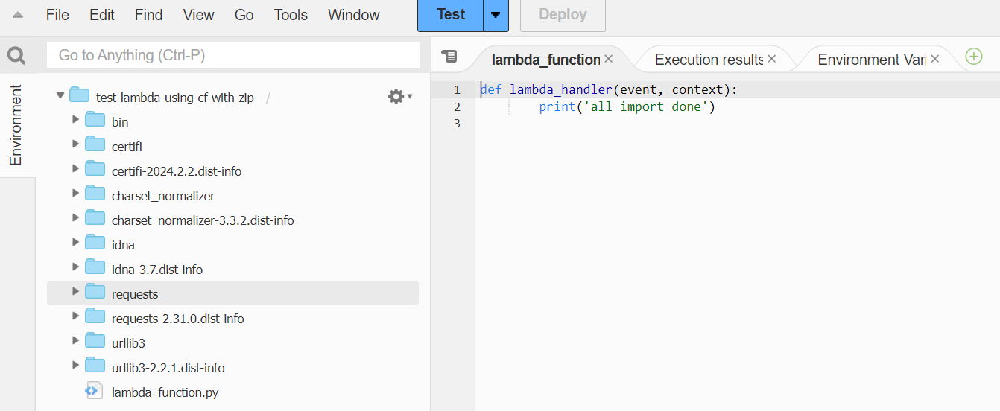 File Edit Find View Go Tools Window Test Deploy
Go to Anything (Ctrl-P)
lambda_function Execution results Environment Vari
Environment
test-lambda-using-cf-with-zip - /
bin
certifi
certifi-2024.2.2.dist-info
charset_normalizer
charset_normalizer-3.3.2.dist-info
idna
idna-3.7.dist-info
requests
requests-2.31.0.dist-info
urllib3
urllib3-2.2.1.dist-info
lambda_function.py
1 def lambda_handler(event, context):
2 print('all import done')
3